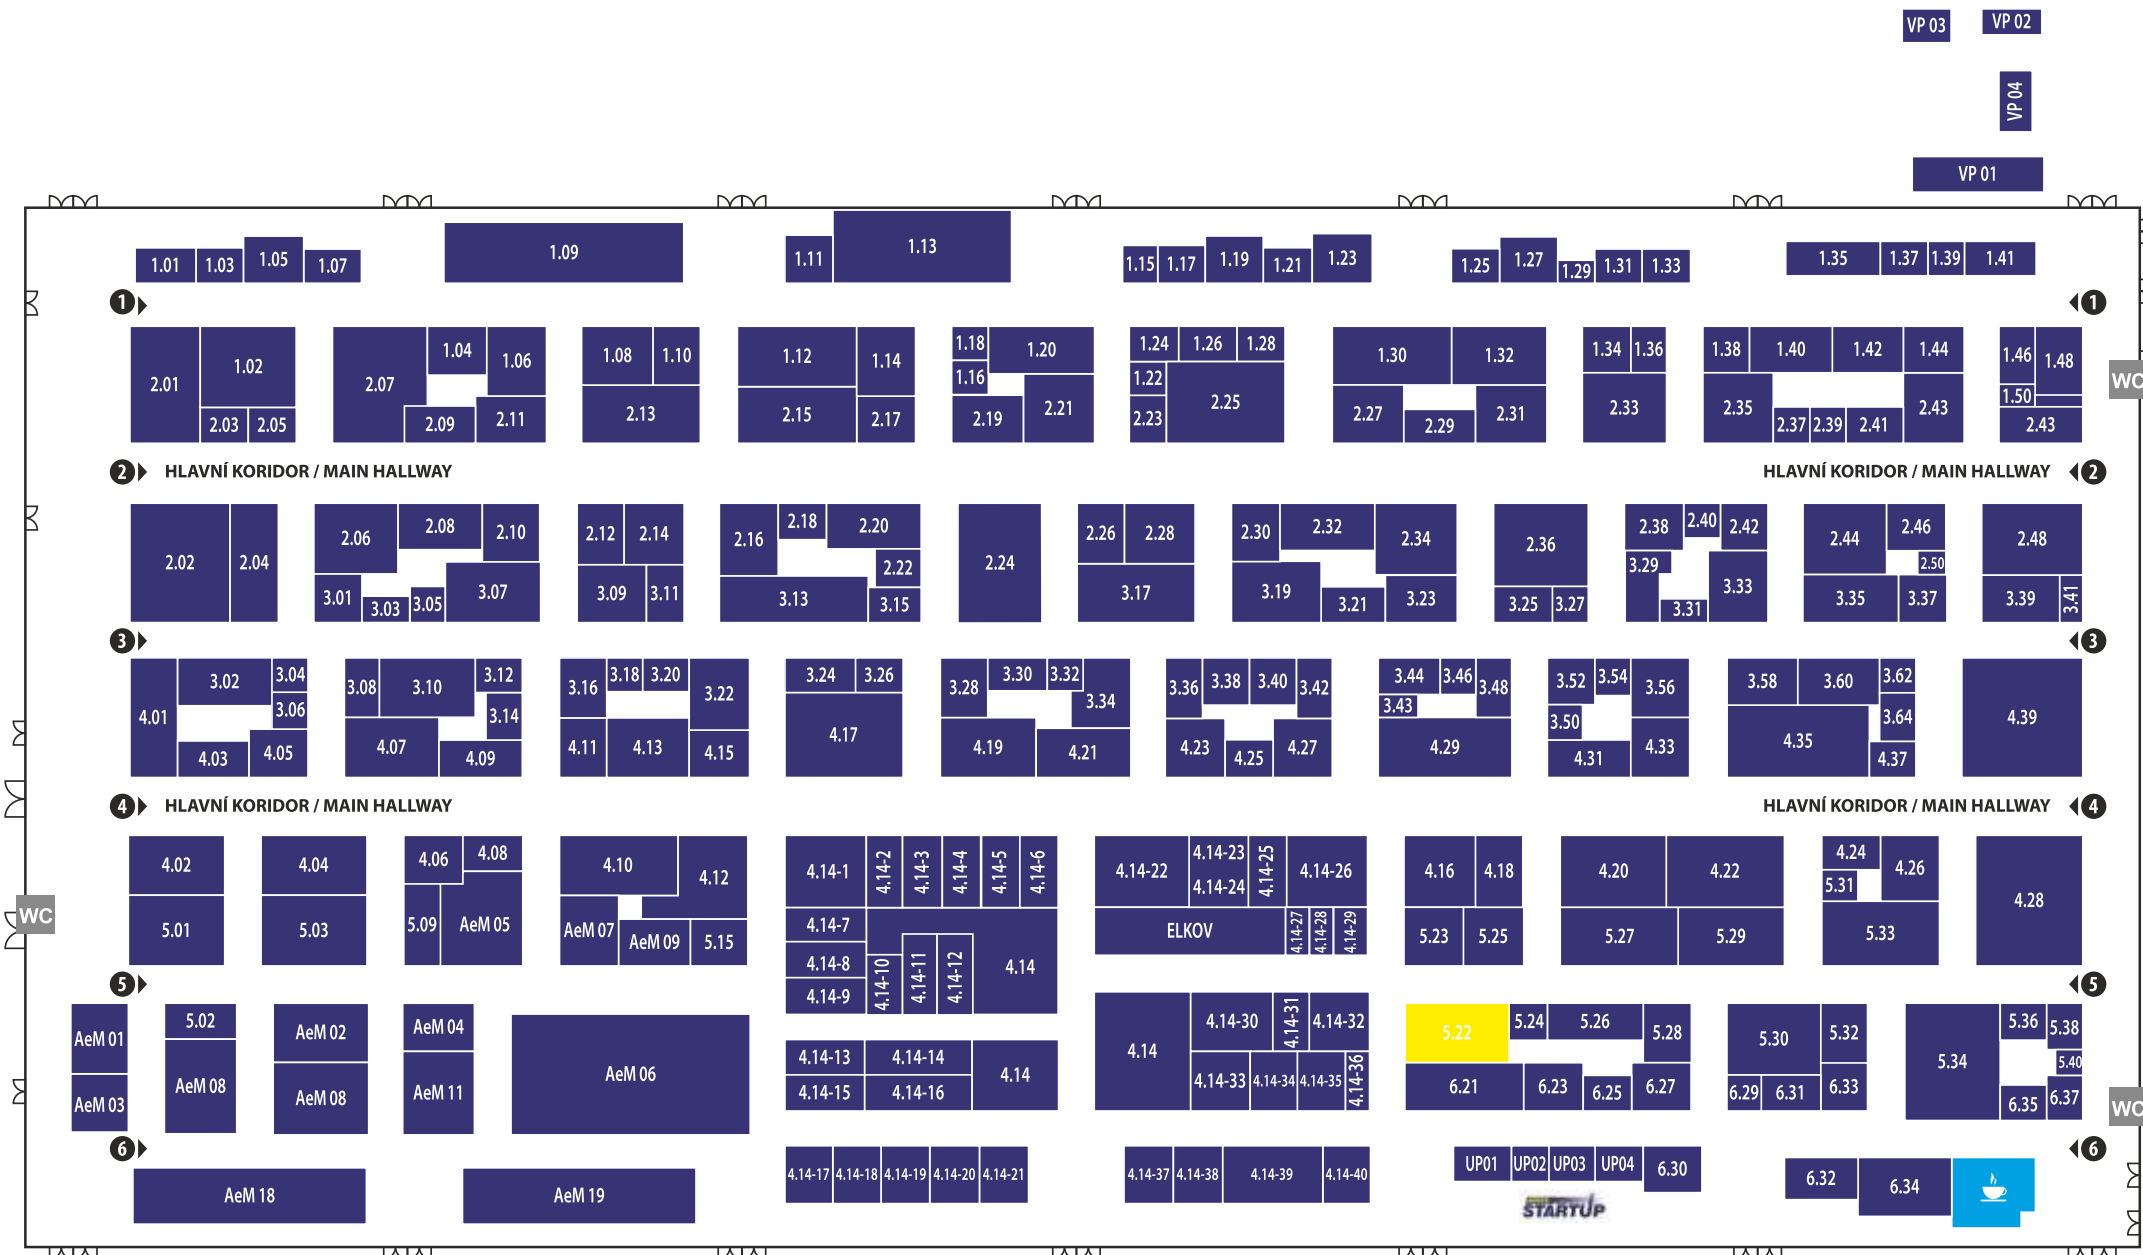 VP 03
VP 02
VP 04
VP 01
1.01 1.03 1.05 1.07 1.09 1.11 1.13 1.15 1.17 1.19 1.21 1.23 1.25 1.27 1.29 1.31 1.33 1.35 1.37 1.39 1.41
1 1
2.01 1.02 2.03 2.05
2.07 1.04 1.06 2.09 2.11
1.08 1.10 2.13
1.12 1.14 2.15 2.17
1.18 1.20 1.16 2.19 2.21
1.24 1.26 1.28 1.22 2.23 2.25
1.30 1.32 2.27 2.29 2.31
1.34 1.36 2.33
1.38 1.40 1.42 1.44 2.35 2.37 2.39 2.41 2.43
1.46 1.48 1.50 2.43
WC
2 HLAVNÍ KORIDOR / MAIN HALLWAY
HLAVNÍ KORIDOR / MAIN HALLWAY 2
2.02 2.04
2.06 2.08 2.10 3.01 3.03 3.05 3.07
2.12 2.14 3.09 3.11
2.16 2.18 2.20 2.22 3.13 3.15
2.24
2.26 2.28 3.17
2.30 2.32 2.34 3.19 3.21 3.23
2.36 3.25 3.27
2.38 2.40 2.42 3.29 3.31 3.33
2.44 2.46 2.50 3.35 3.37
2.48 3.39 3.41
3 3
4.01 3.02 3.04 3.06 4.03 4.05
3.08 3.10 3.12 3.14 4.07 4.09
3.16 3.18 3.20 3.22 4.11 4.13 4.15
3.24 3.26 4.17
3.28 3.30 3.32 3.34 4.19 4.21
3.36 3.38 3.40 3.42 4.23 4.25 4.27
3.44 3.46 3.48 3.43 4.29
3.52 3.54 3.56 3.50 4.31 4.33
3.58 3.60 3.62 3.64 4.35 4.37
4.39
4 HLAVNÍ KORIDOR / MAIN HALLWAY
HLAVNÍ KORIDOR / MAIN HALLWAY 4
WC
4.02 5.01
4.04 5.03
4.06 4.08 5.09 AeM 05
4.10 4.12 AeM 07 AeM 09 5.15
4.14-1 4.14-2 4.14-3 4.14-4 4.14-5 4.14-6
4.14-7
4.14-8
4.14-9 4.14-10 4.14-11 4.14-12 4.14
4.14-22 4.14-23 4.14-24 4.14-25 4.14-26
ELKOV 4.14-27 4.14-28 4.14-29
4.16 4.18 5.23 5.25
4.20 4.22 5.27 5.29
4.24 4.26 5.31 5.33
4.28
5 5
AeM 01 AeM 03
5.02 AeM 08
AeM 02 AeM 08
AeM 04 AeM 11
AeM 06
4.14-13 4.14-14 4.14
4.14-15 4.14-16
4.14 4.14-30 4.14-31 4.14-32
4.14-33 4.14-34 4.14-35 4.14-36
5.22 5.24 5.26 5.28 6.21 6.23 6.25 6.27
5.30 5.32 6.29 6.31 6.33
5.34 5.36 5.38 5.40 6.35 6.37
WC
6 6
AeM 18 AeM 19
4.14-17 4.14-18 4.14-19 4.14-20 4.14-21
4.14-37 4.14-38 4.14-39 4.14-40
UP01 UP02 UP03 UP04 6.30
STARTUP
6.32 6.34